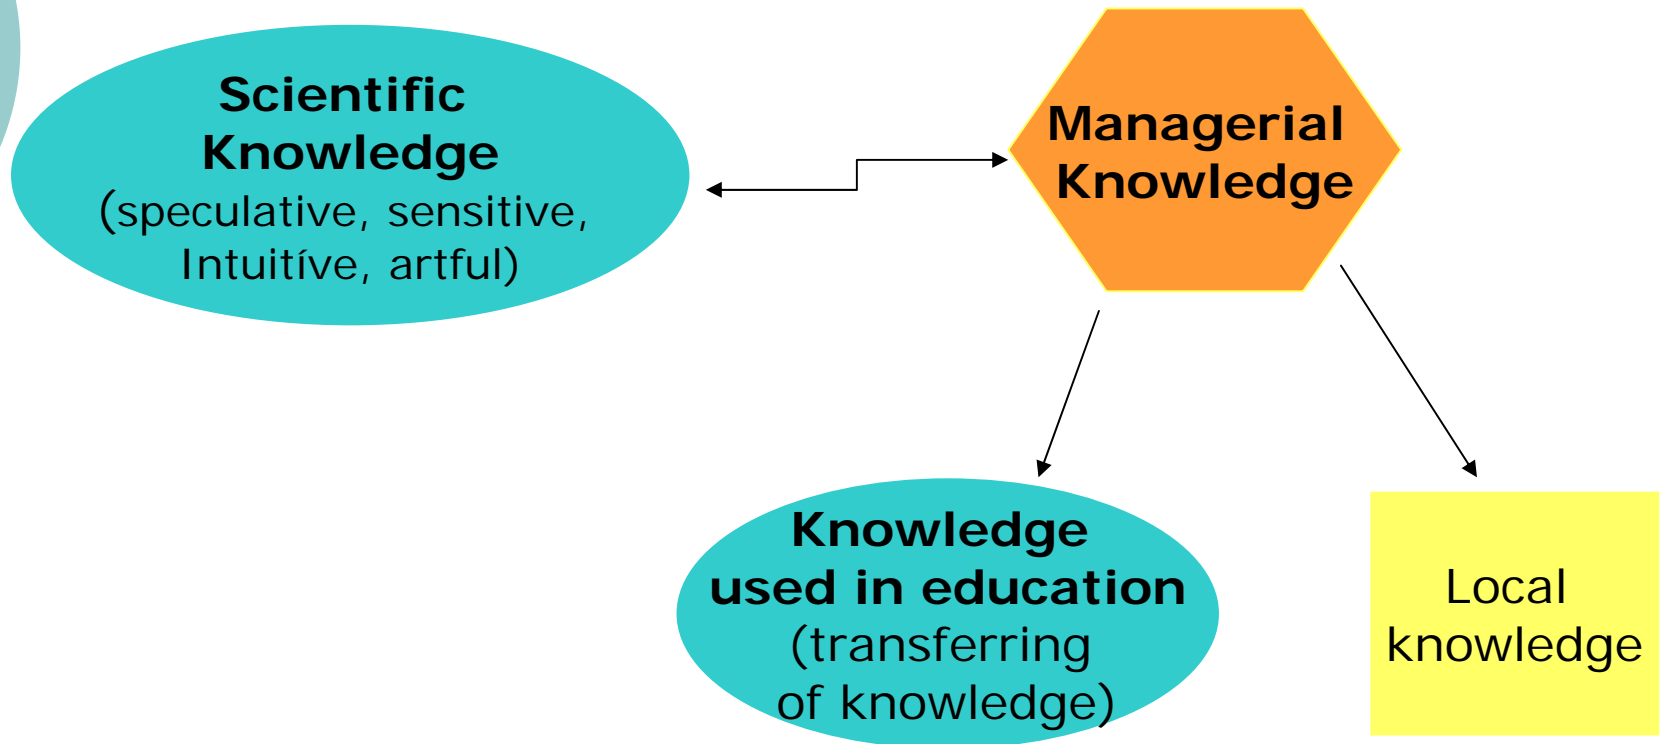 Scientific
Knowledge
(speculative, sensitive,
Intuitíve, artful)
Managerial
Knowledge
Knowledge
used in education
(transferring
of knowledge)
Local
knowledge